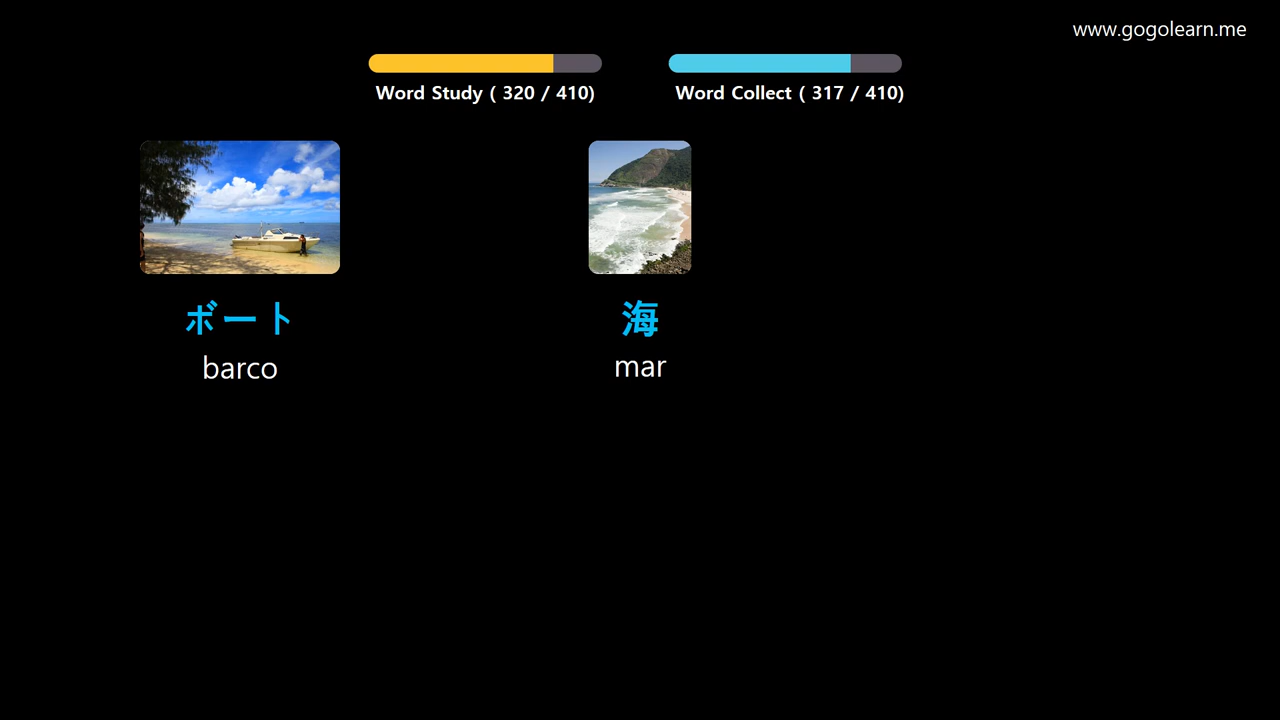 www.gogolearn.me
Word Study ( 320 / 410)
Word Collect ( 317 / 410)
ボート
barco
海
mar